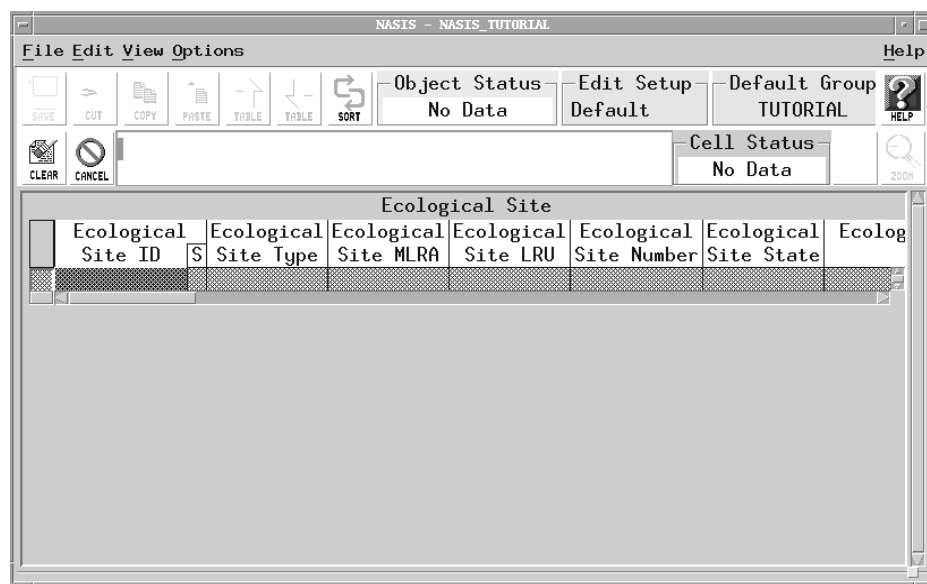 NASIS - NASIS_TUTORIAL
File Edit View Options Help
Object Status Edit Setup Default Group
No Data Default TUTORIAL
SAVE CUT COPY PASTE TABLE TABLE SORT HELP
Cell Status
No Data
CLEAR CANCEL ZOOM
Ecological Site
Ecological Ecological Ecological Ecological Ecological Ecological Ecolog
Site ID S Site Type Site MLRA Site LRU Site Number Site State